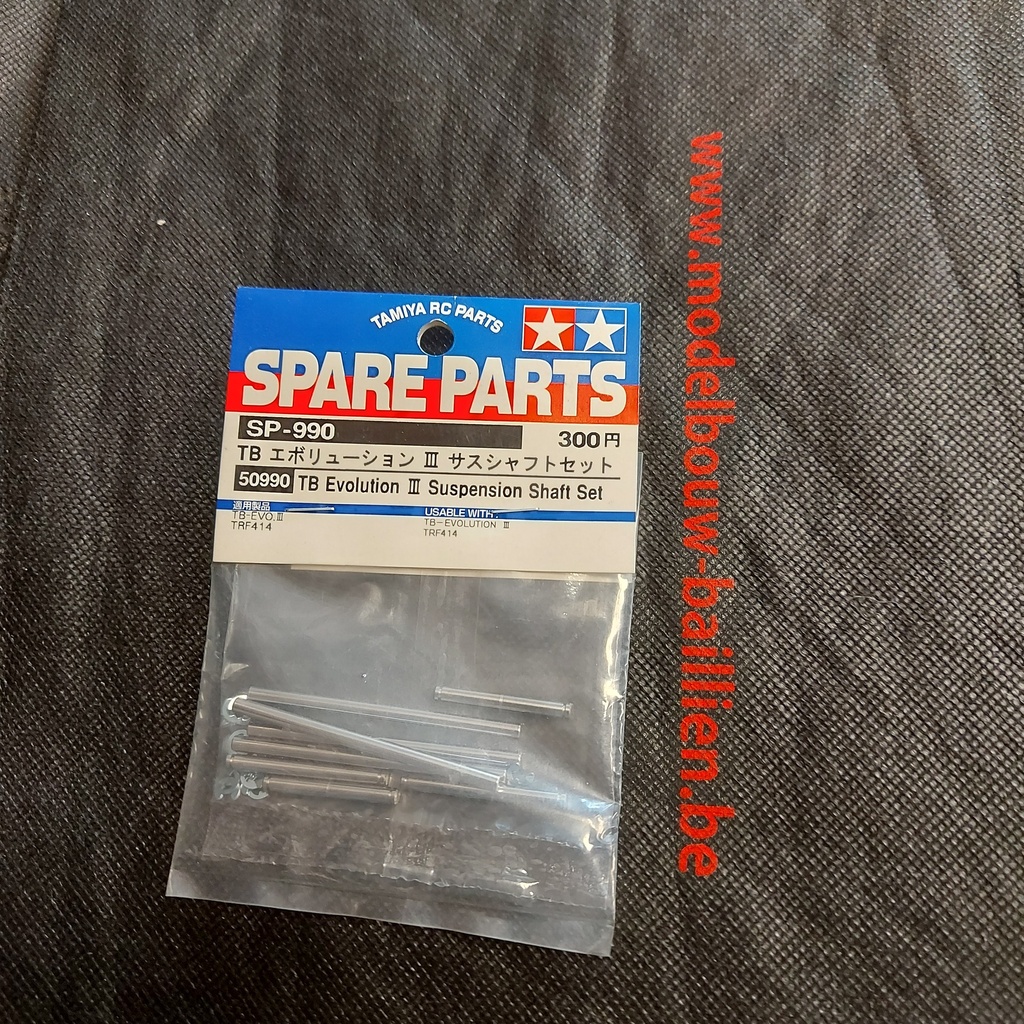 TAMIYA RC PARTS
SPARE PARTS
SP-990
300円
TB エボリューション Ⅲ サスシャフトセット
50990 TB Evolution Ⅲ Suspension Shaft Set
適用製品
TB-EVO.Ⅲ
TRF414
USABLE WITH:
TB-EVOLUTION Ⅲ
TRF414
www.modelbouw-baillien.be